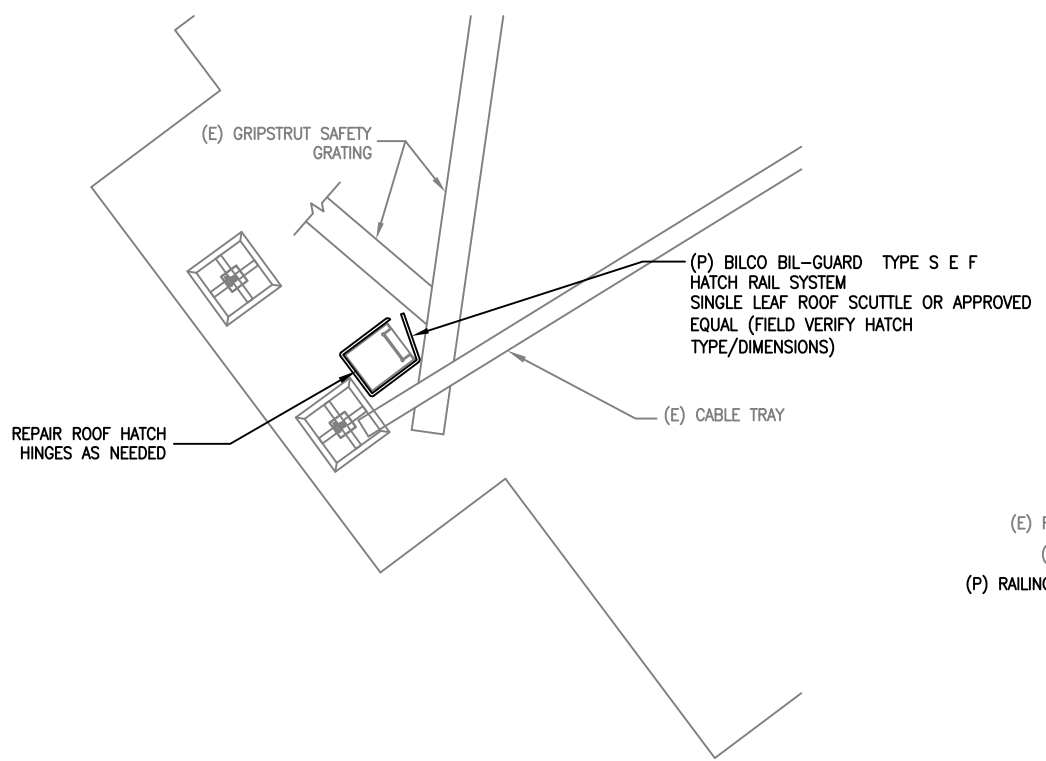 (E) GRIPSTRUT SAFETY
GRATING
(P) BILCO BIL-GUARD TYPE S E F
HATCH RAIL SYSTEM
SINGLE LEAF ROOF SCUTTLE OR APPROVED
EQUAL (FIELD VERIFY HATCH
TYPE/DIMENSIONS)
(E) CABLE TRAY
REPAIR ROOF HATCH
HINGES AS NEEDED
(E)
(P)